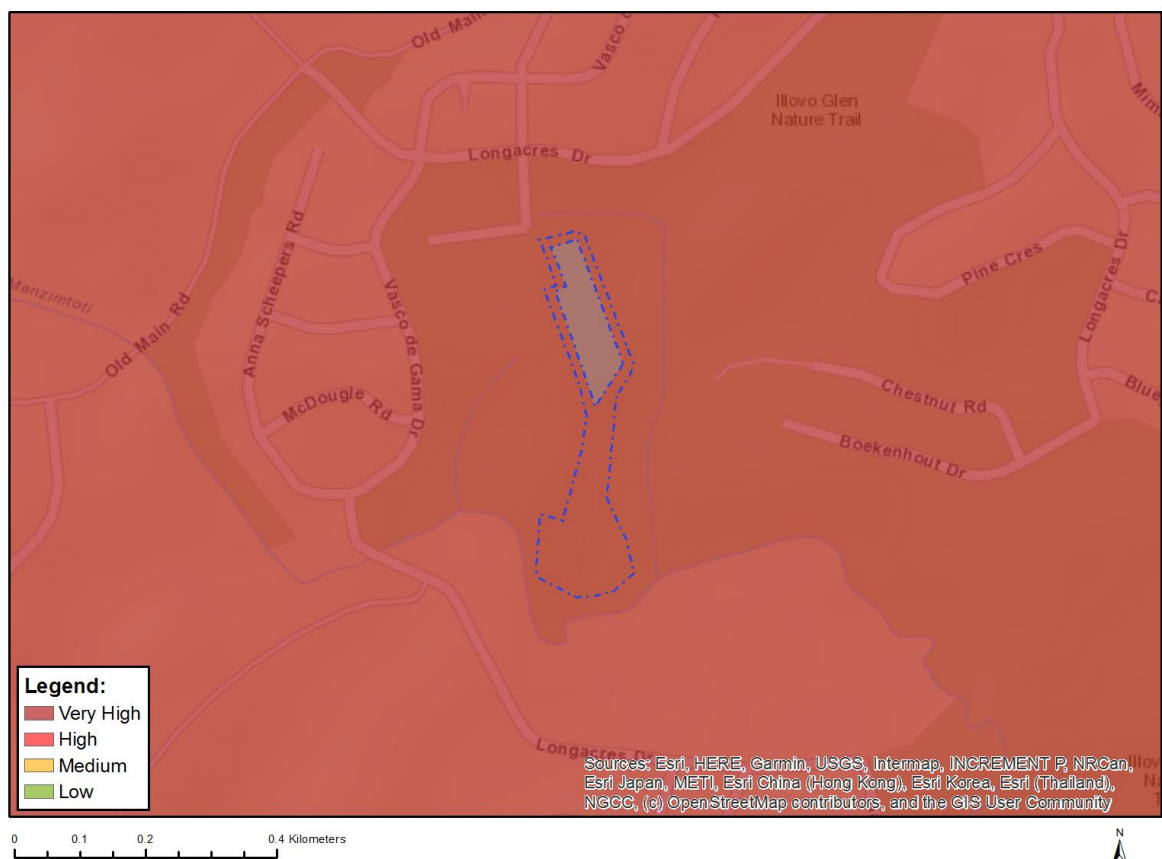 Old Main
Vasco d
Illovo Glen
Nature Trail
Mim
Longacres Dr
Anna Scheepers Rd
Pine Cres
Manzimtoti
Old Main Rd
Vasco de Gama Dr
Longacres Dr
C
McDougle Rd
Chestnut Rd
Blue
Boekenhout Dr
Legend:
Very High
High
Medium
Low
Longacres Dr
Illov
Na
T
Sources: Esri, HERE, Garmin, USGS, Intermap, INCREMENT P, NRCan,
Esri Japan, METI, Esri China (Hong Kong), Esri Korea, Esri (Thailand),
NGCC, (c) OpenStreetMap contributors, and the GIS User Community
0 0.1 0.2 0.4 Kilometers
N